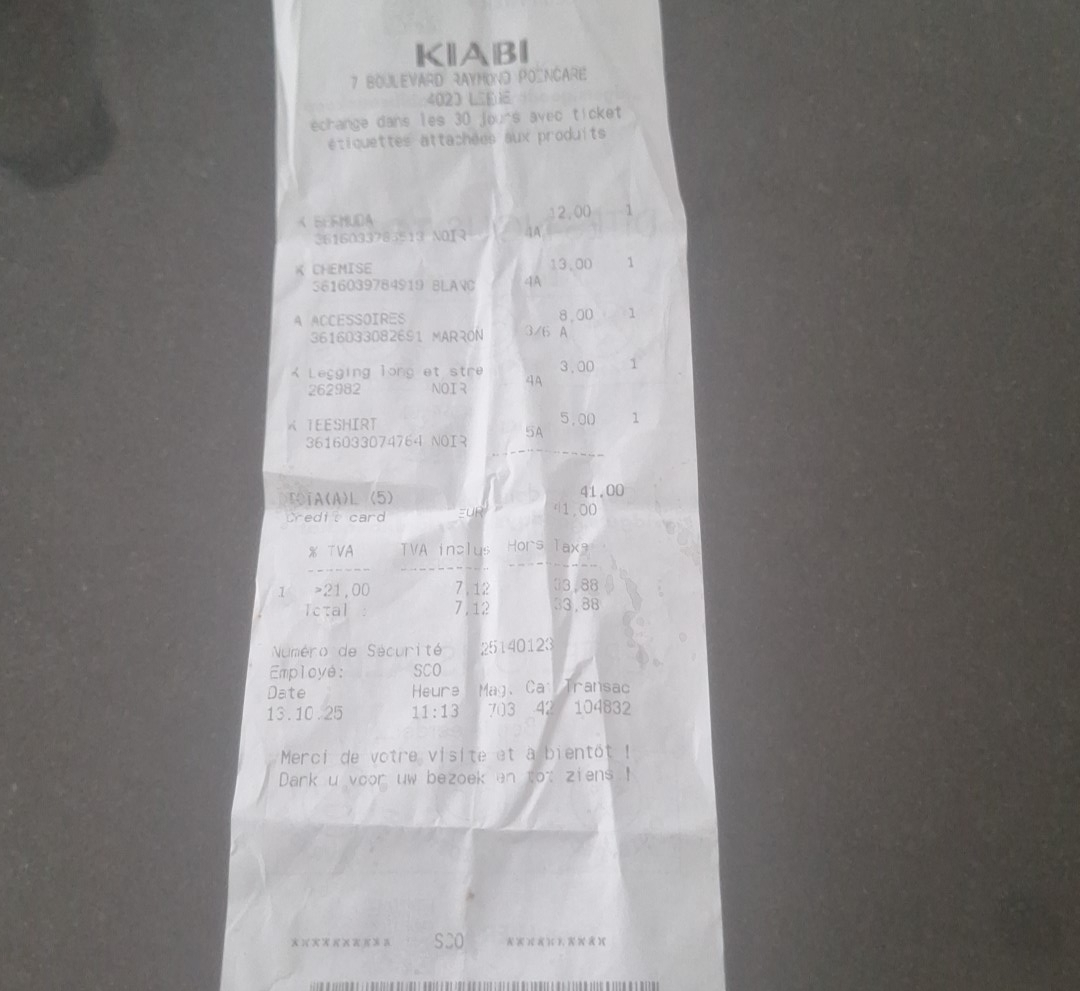 KIABI
7 BOULEVARD RAYMOND POINCARE
4020 LIEGE
échange dans les 30 jours avec ticket
étiquettes attachées aux produits
K BERMUDA 12,00 1
NOIR 4A
K CHEMISE 13,00 1
3616039784919 BLANC 4A
A ACCESSOIRES 8,00 1
3616033082691 MARRON 3/6 A
K Legging long et stre 3,00 1
262982 NOIR 4A
K TEESHIRT 5,00 1
3616033074764 NOIR 5A
TOTA(A)L (5) 41,00
Credit card EUR 41,00
% TVA TVA inclus Hors Taxe
1 >21,00 7,12 33,88
Total : 7,12 33,88
Numéro de Sécurité 25140123
Employé: SCO
Date Heure Mag. Ca Transac
13.10.25 11:13 703 42 104832
Merci de votre visite et à bientôt !
Dank u voor uw bezoek en tot ziens !
xxxxxxxxxx SCO xxxxxxxxxx